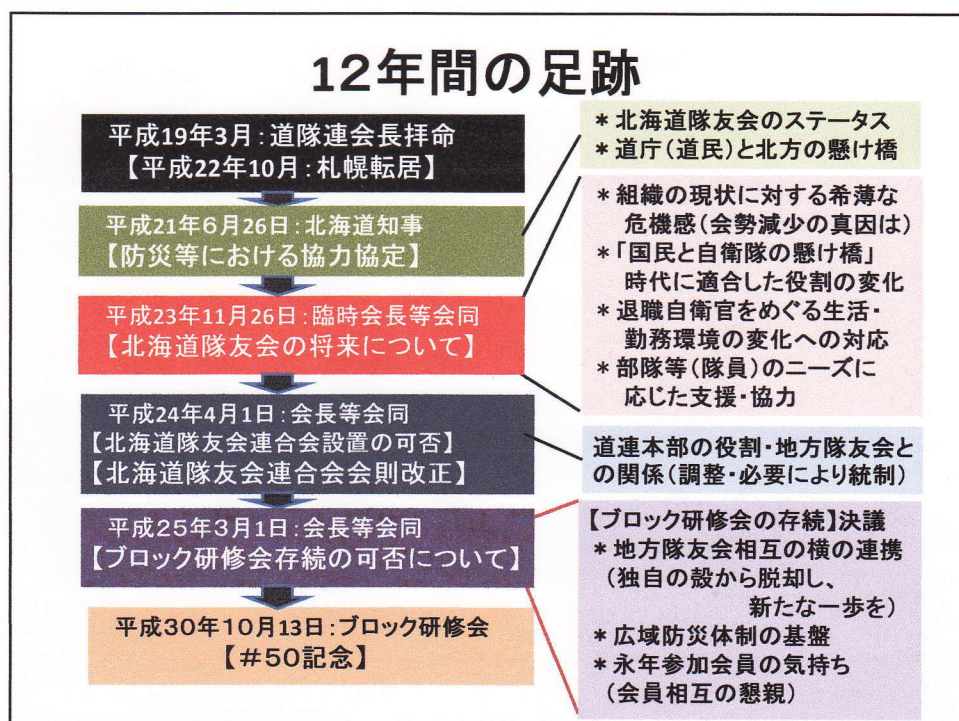 12年間の足跡
平成19年3月:道隊連会長拝命
【平成22年10月:札幌転居】
平成21年6月26日:北海道知事
【防災等における協力協定】
平成23年11月26日:臨時会長等会同
【北海道隊友会の将来について】
平成24年4月1日:会長等会同
【北海道隊友会連合会設置の可否】
【北海道隊友会連合会会則改正】
平成25年3月1日:会長等会同
【ブロック研修会存続の可否について】
平成30年10月13日:ブロック研修会
【#50記念】
*北海道隊友会のステータス
*道庁(道民)と北方の懸け橋
*組織の現状に対する希薄な
危機感(会勢減少の真因は)
*「国民と自衛隊の懸け橋」
時代に適合した役割の変化
*退職自衛官をめぐる生活・
勤務環境の変化への対応
*部隊等(隊員)のニーズに
応じた支援・協力
道連本部の役割・地方隊友会と
の関係(調整・必要により統制)
【ブロック研修会の存続】決議
*地方隊友会相互の横の連携
(独自の殻から脱却し、
新たな一歩を)
*広域防災体制の基盤
*永年参加会員の気持ち
(会員相互の懇親)